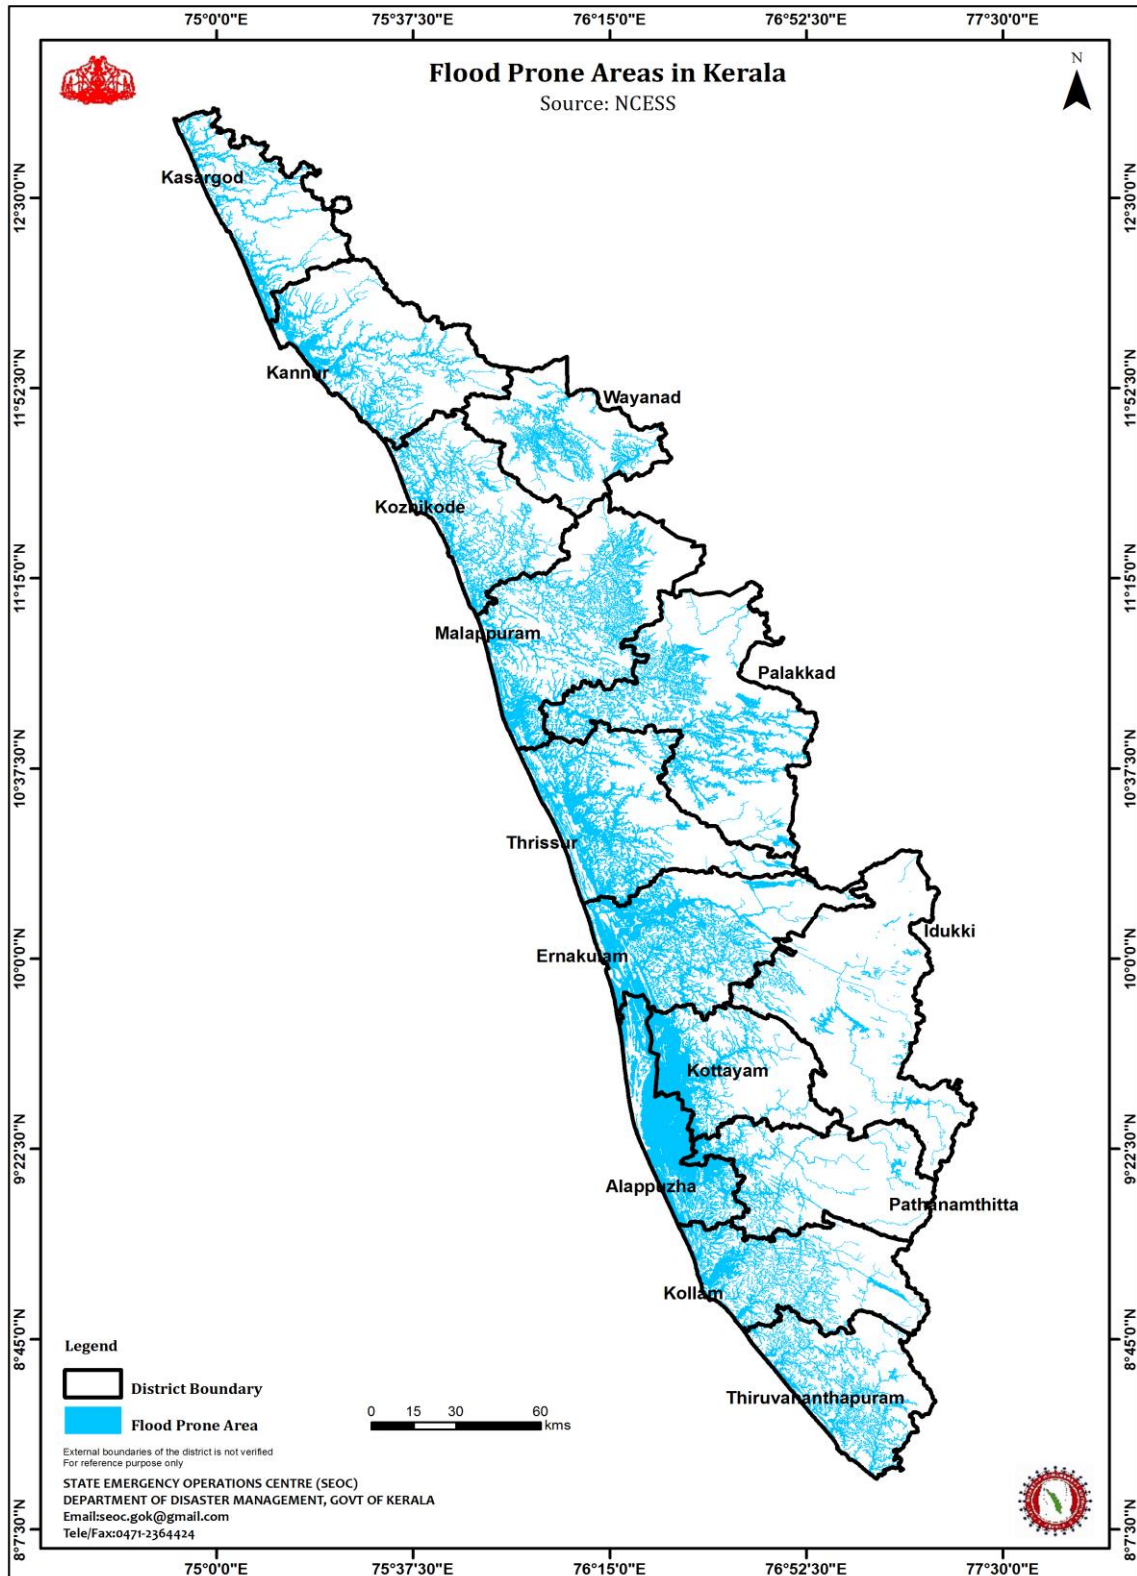 75°0'0"E 75°37'30"E 76°15'0"E 76°52'30"E 77°30'0"E
Flood Prone Areas in Kerala
Source: NCESS
N
12°30'0"N
12°30'0"N
Kasargod
Kannur
11°52'30"N
11°52'30"N
Wayanad
Kozhikode
11°15'0"N
11°15'0"N
Malappuram
Palakkad
10°37'30"N
10°37'30"N
Thrissur
Idukki
Ernakulam
10°0'0"N
10°0'0"N
Kottayam
9°22'30"N
9°22'30"N
Alappuzha
Pathanamthitta
Kollam
8°45'0"N
8°45'0"N
Thiruvananthapuram
Legend
District Boundary
Flood Prone Area
0 15 30 60
kms
External boundaries of the district is not verified
For reference purpose only
STATE EMERGENCY OPERATIONS CENTRE (SEOC)
DEPARTMENT OF DISASTER MANAGEMENT, GOVT OF KERALA
Email:seoc.gok@gmail.com
Tele/Fax:0471-2364424
8°7'30"N
8°7'30"N
75°0'0"E 75°37'30"E 76°15'0"E 76°52'30"E 77°30'0"E